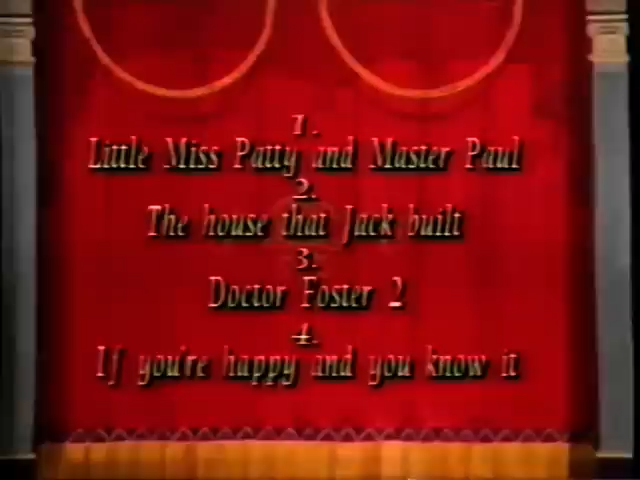 1.
Little Miss Patty and Master Paul
2.
The house that Jack built
3.
Doctor Foster 2
4.
If you're happy and you know it